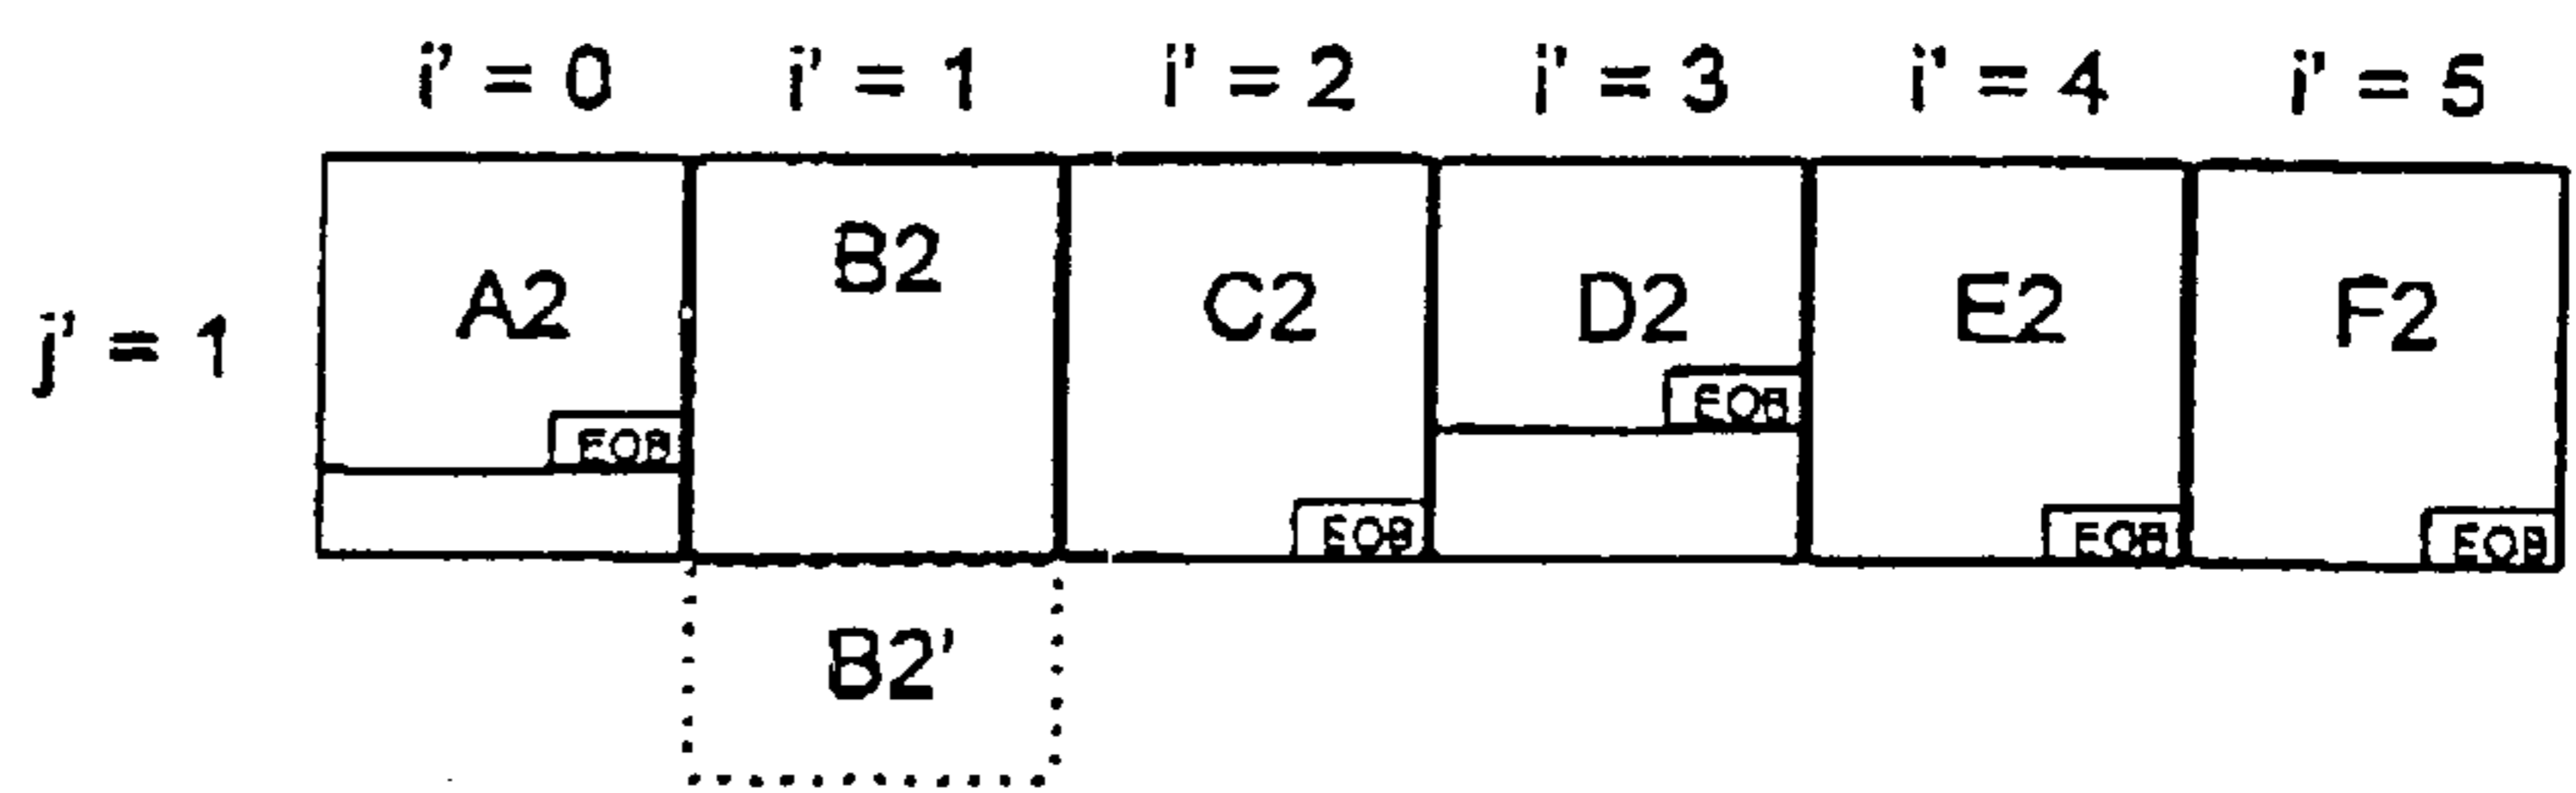 i' = 0 i' = 1 i' = 2 i' = 3 i' = 4 i' = 5
j' = 1 A2 B2 C2 D2 E2 F2
EOB EOB EOB EOB EOB
B2'